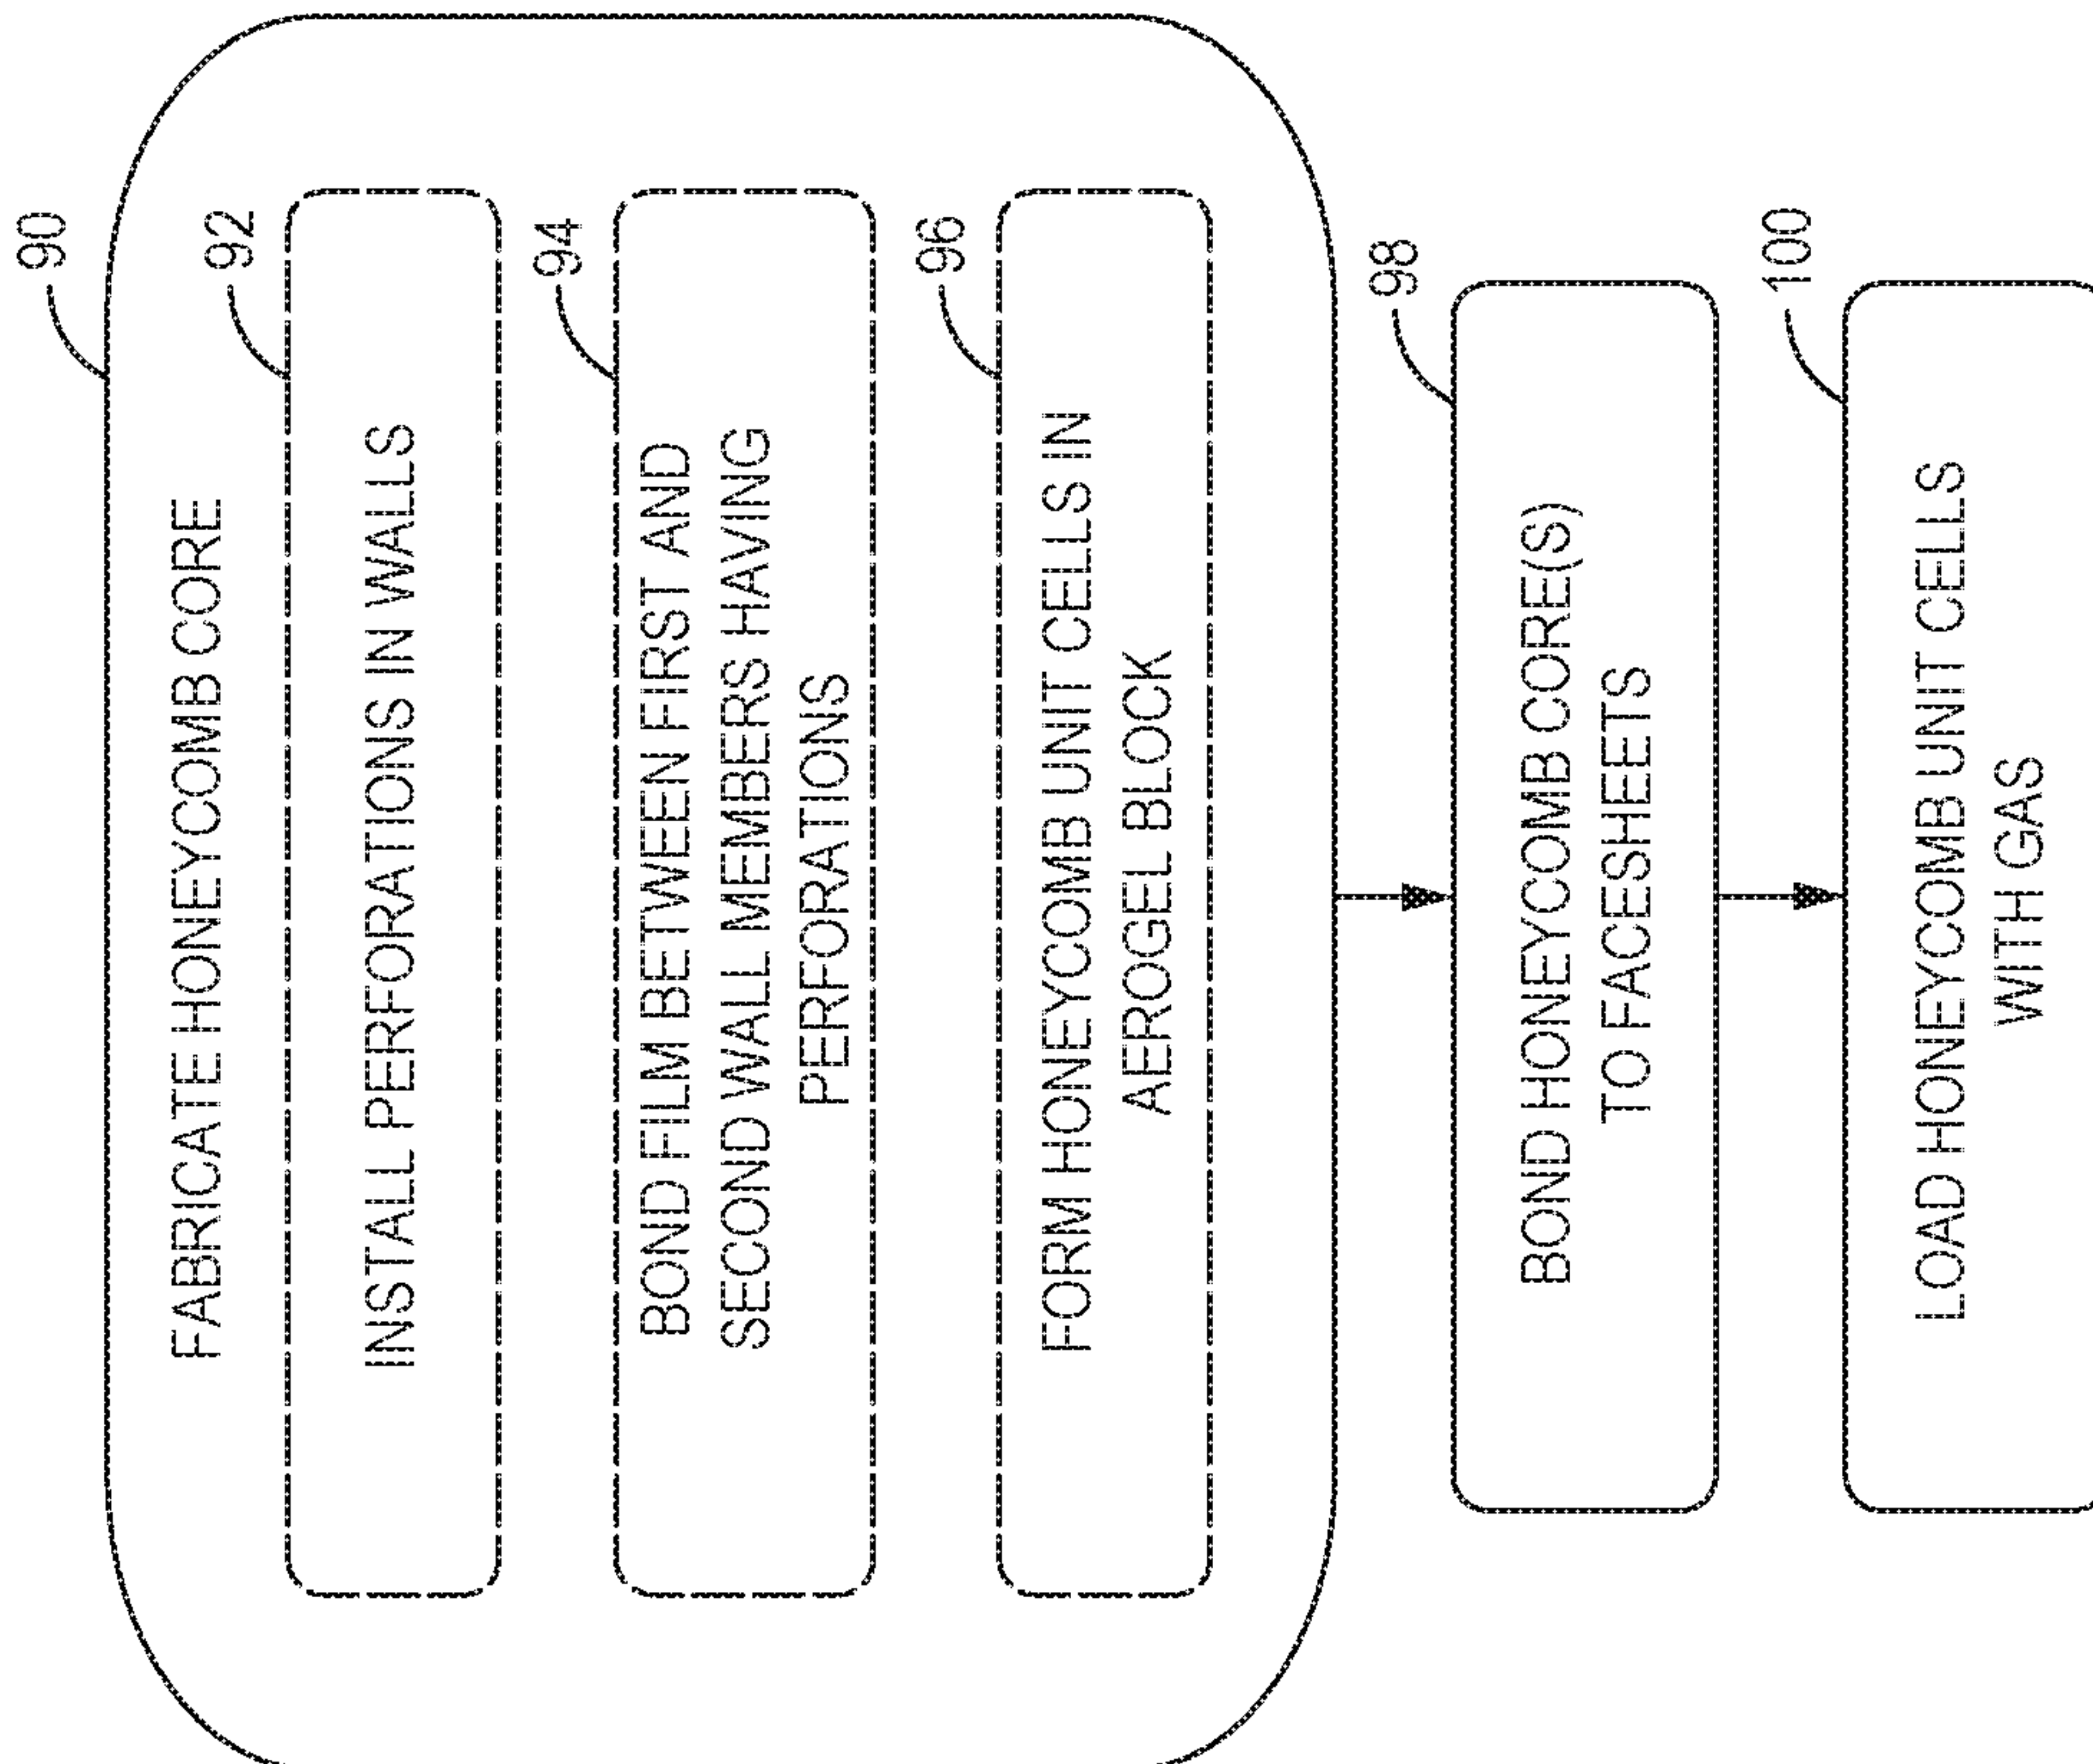 90
FABRICATE HONEYCOMB CORE
92
INSTALL PERFORATIONS IN WALLS
94
BOND FILM BETWEEN FIRST AND
SECOND WALL MEMBERS HAVING
PERFORATIONS
96
FORM HONEYCOMB UNIT CELLS IN
AEROGEL BLOCK
98
BOND HONEYCOMB CORE(S)
TO FACESHEETS
100
LOAD HONEYCOMB UNIT CELLS
WITH GAS